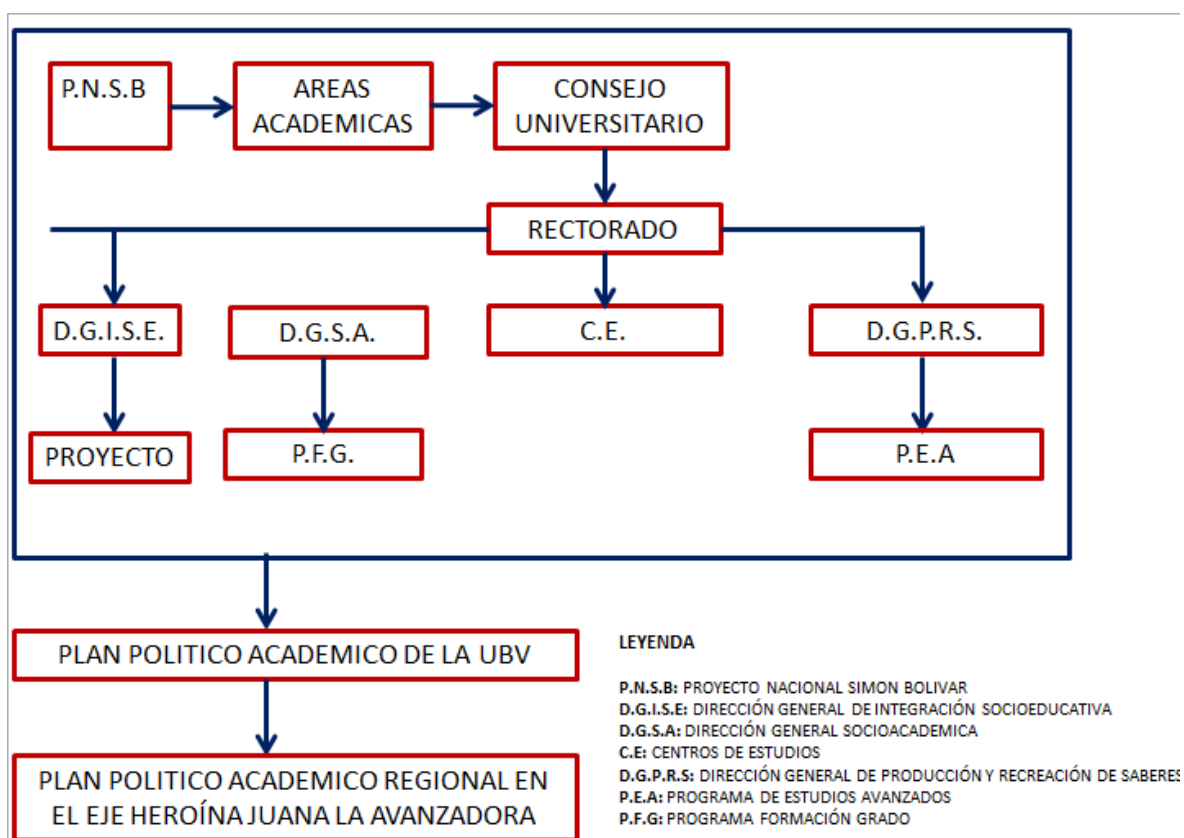 P.N.S.B
AREAS
ACADEMICAS
CONSEJO
UNIVERSITARIO
RECTORADO
D.G.I.S.E.
D.G.S.A.
C.E.
D.G.P.R.S.
PROYECTO
P.F.G.
P.E.A
PLAN POLITICO ACADEMICO DE LA UBV
PLAN POLITICO ACADEMICO REGIONAL EN
EL EJE HEROÍNA JUANA LA AVANZADORA
LEYENDA
P.N.S.B: PROYECTO NACIONAL SIMON BOLIVAR
D.G.I.S.E: DIRECCIÓN GENERAL DE INTEGRACIÓN SOCIOEDUCATIVA
D.G.S.A: DIRECCIÓN GENERAL SOCIOACADEMICA
C.E: CENTROS DE ESTUDIOS
D.G.P.R.S: DIRECCIÓN GENERAL DE PRODUCCIÓN Y RECREACIÓN DE SABERES
P.E.A: PROGRAMA DE ESTUDIOS AVANZADOS
P.F.G: PROGRAMA FORMACIÓN GRADO